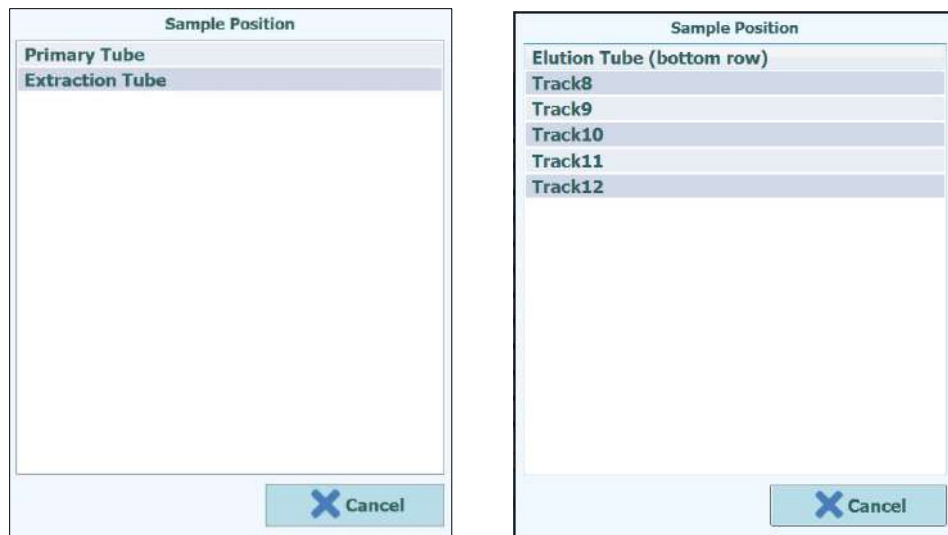 Sample Position
Primary Tube
Extraction Tube
Cancel
Sample Position
Elution Tube (bottom row)
Track8
Track9
Track10
Track11
Track12
Cancel